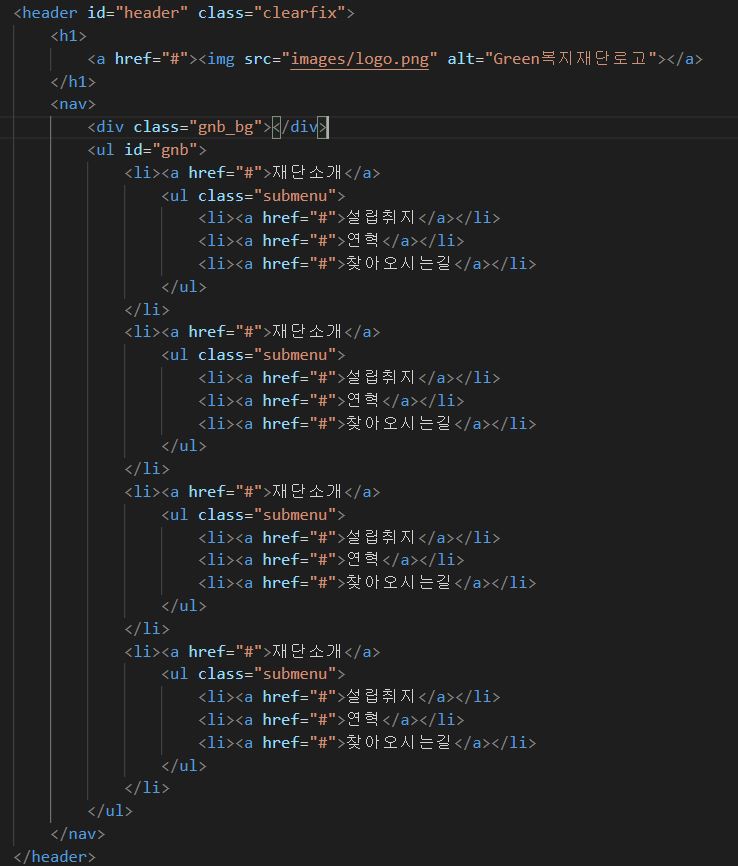 <header id="header" class="clearfix">
    <h1>
        <a href="#"><img src="images/logo.png" alt="Green복지재단로고"></a>
    </h1>
    <nav>
        <div class="gnb_bg"></div>
        <ul id="gnb">
            <li><a href="#">재단소개</a>
                <ul class="submenu">
                    <li><a href="#">설립취지</a></li>
                    <li><a href="#">연혁</a></li>
                    <li><a href="#">찾아오시는길</a></li>
                </ul>
            </li>
            <li><a href="#">재단소개</a>
                <ul class="submenu">
                    <li><a href="#">설립취지</a></li>
                    <li><a href="#">연혁</a></li>
                    <li><a href="#">찾아오시는길</a></li>
                </ul>
            </li>
            <li><a href="#">재단소개</a>
                <ul class="submenu">
                    <li><a href="#">설립취지</a></li>
                    <li><a href="#">연혁</a></li>
                    <li><a href="#">찾아오시는길</a></li>
                </ul>
            </li>
            <li><a href="#">재단소개</a>
                <ul class="submenu">
                    <li><a href="#">설립취지</a></li>
                    <li><a href="#">연혁</a></li>
                    <li><a href="#">찾아오시는길</a></li>
                </ul>
            </li>
        </ul>
    </nav>
</header>